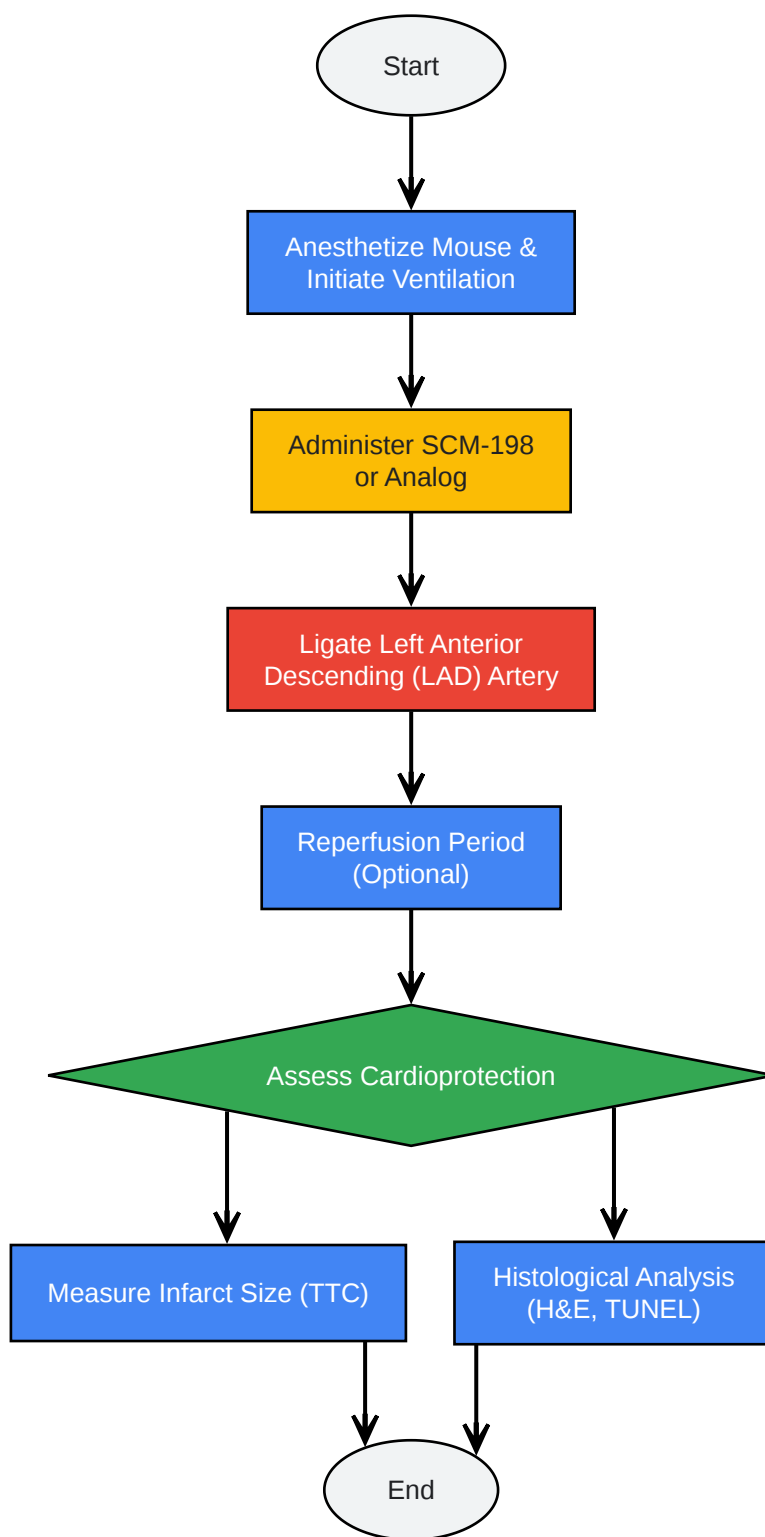 Start
Anesthetize Mouse &
Initiate Ventilation
Administer SCM-198
or Analog
Ligate Left Anterior
Descending (LAD) Artery
Reperfusion Period
(Optional)
Assess Cardioprotection
Measure Infarct Size (TTC)
Histological Analysis
(H&E, TUNEL)
End